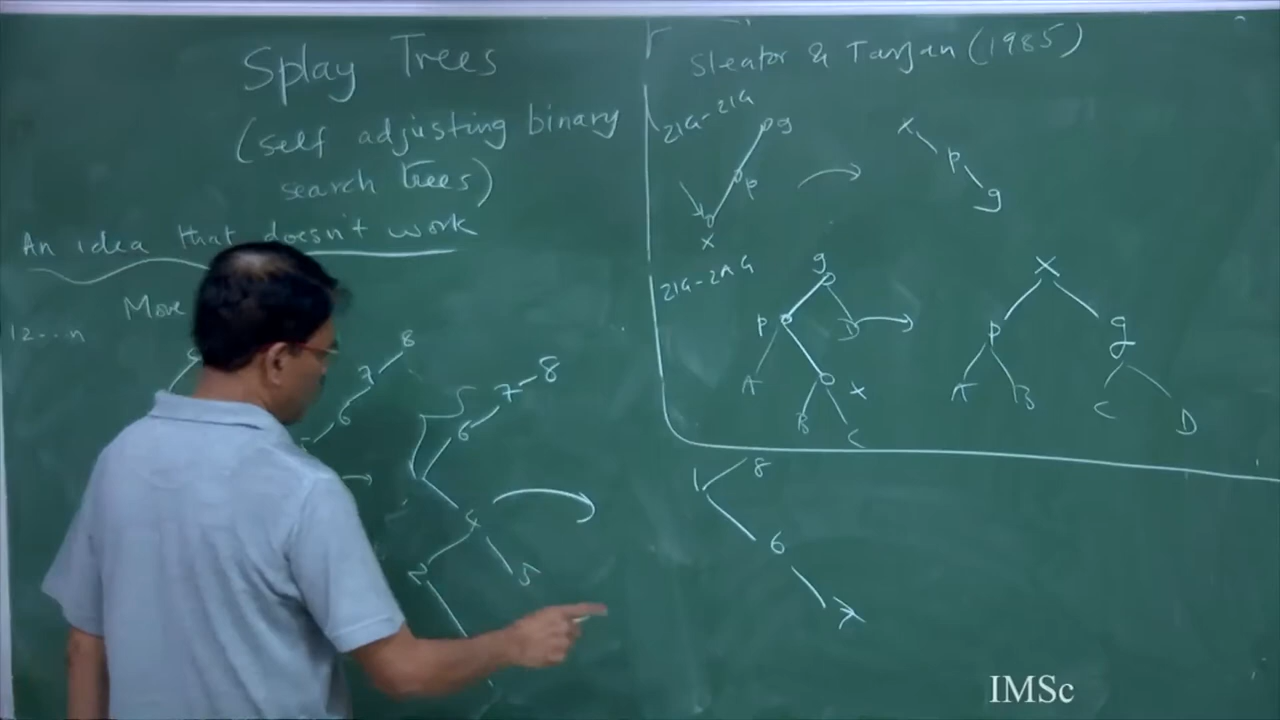 Splay Trees
(self adjusting binary
search trees)
An idea that doesn't work
Move
12...n
8
7
6
8
7
6
4
2
5
Sleator & Tarjan (1985)
ZIG-ZIG
g
p
x
x
p
g
ZIG-ZAG
g
p
D
A
x
B
C
x
p
g
A
B
C
D
1
8
6
7
IMSc